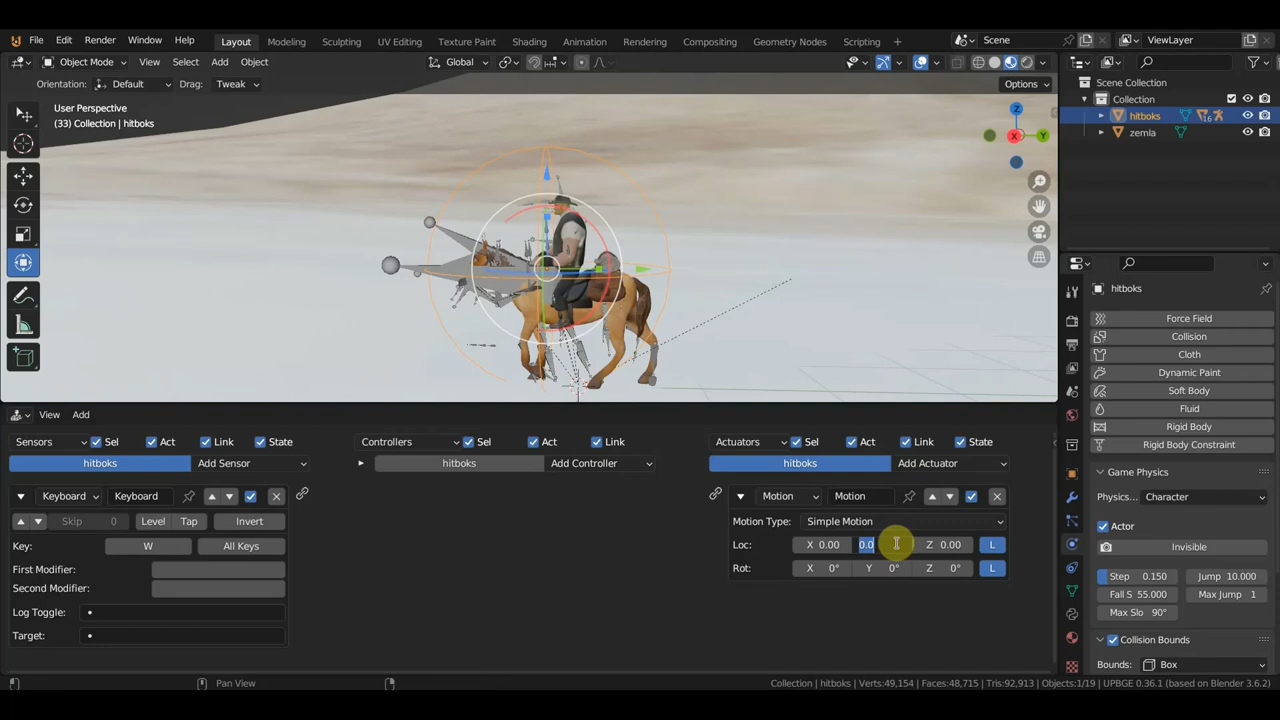 File Edit Render Window Help Layout Modeling Sculpting UV Editing Texture Paint Shading Animation Rendering Compositing Geometry Nodes Scripting + Scene ViewLayer
Object Mode View Select Add Object Global
Orientation: Default Drag: Tweak Options
User Perspective
(33) Collection | hitboks
Z
X
Y
Scene Collection
Collection
hitboks
16
zemla
hitboks
Force Field
Collision
Cloth
Dynamic Paint
Soft Body
Fluid
Rigid Body
Rigid Body Constraint
Game Physics
Physics... Character
Actor
Invisible
Step 0.150 Jump 10.000
Fall S 55.000 Max Jump 1
Max Slo 90°
Collision Bounds
Bounds: Box
View Add
Sensors Sel Act Link State Controllers Sel Act Link Actuators Sel Act Link State
hitboks Add Sensor hitboks Add Controller hitboks Add Actuator
Keyboard Keyboard Motion Motion
Skip 0 Level Tap Invert Motion Type: Simple Motion
Key: W All Keys Loc: X 0.00 0.0 Z 0.00 L
First Modifier: Rot: X 0° Y 0° Z 0° L
Second Modifier:
Log Toggle:
Target:
Pan View Collection | hitboks | Verts:49,154 | Faces:48,715 | Tris:92,913 | Objects:1/19 | UPBGE 0.36.1 (based on Blender 3.6.2)